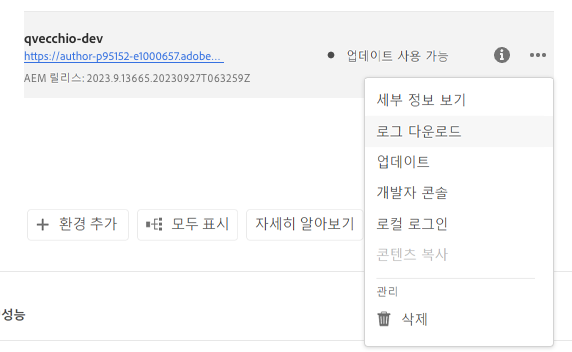 qvecchio-dev
https://author-p95152-e1000657.adobe...
업데이트 사용 가능
AEM 릴리스: 2023.9.13665.20230927T063259Z
세부 정보 보기
로그 다운로드
업데이트
개발자 콘솔
로컬 로그인
콘텐츠 복사
관리
삭제
환경 추가
모두 표시
자세히 알아보기
성능